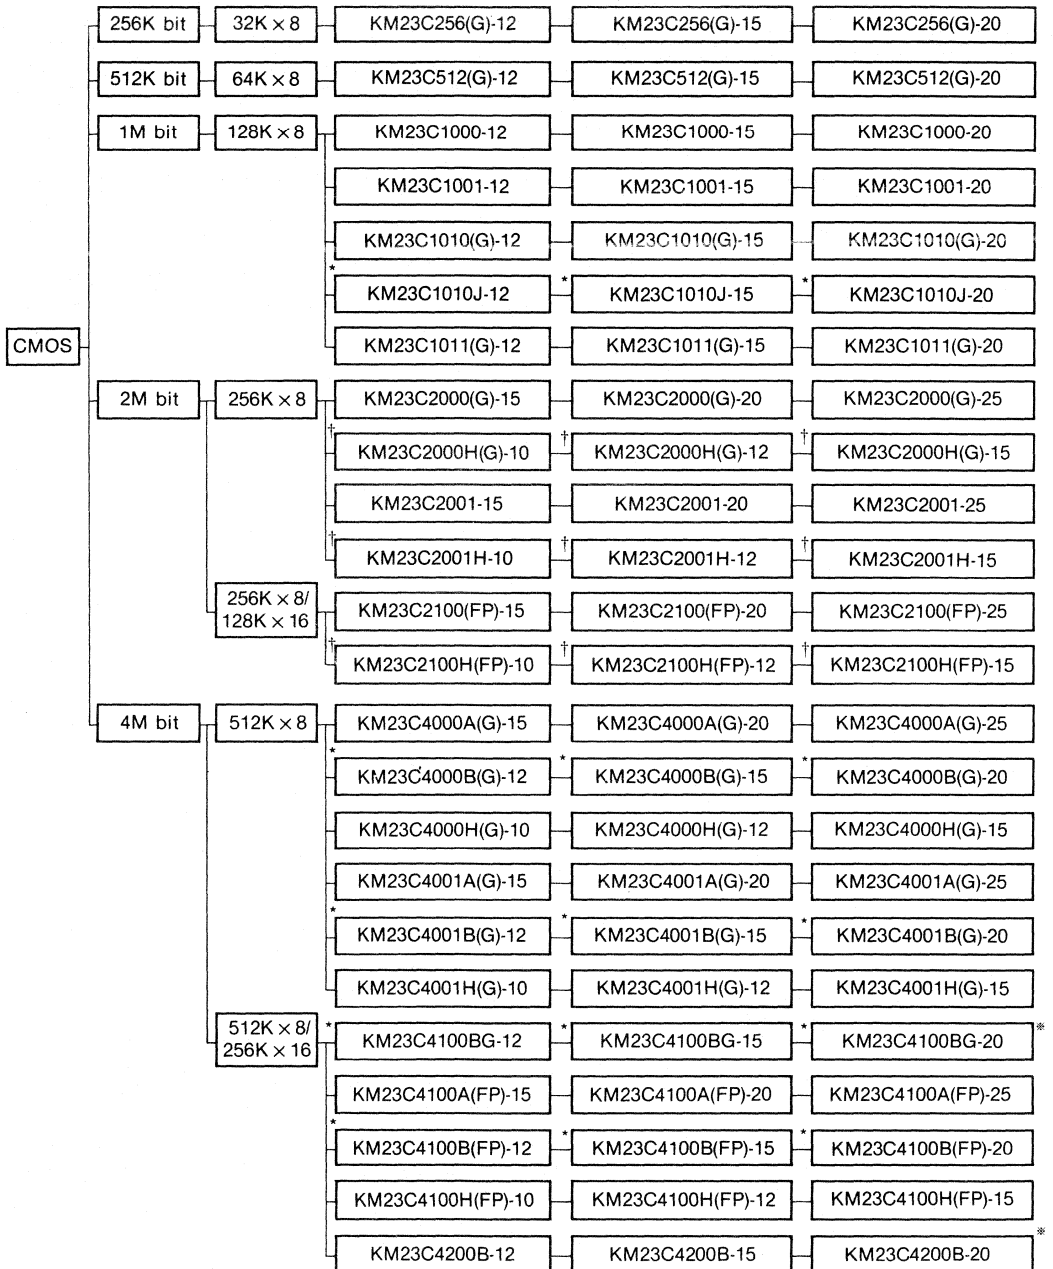 256K bit 32K × 8 KM23C256(G)-12 KM23C256(G)-15 KM23C256(G)-20
512K bit 64K × 8 KM23C512(G)-12 KM23C512(G)-15 KM23C512(G)-20
1M bit 128K × 8 KM23C1000-12 KM23C1000-15 KM23C1000-20
KM23C1001-12 KM23C1001-15 KM23C1001-20
KM23C1010(G)-12 KM23C1010(G)-15 KM23C1010(G)-20
* KM23C1010J-12 * KM23C1010J-15 * KM23C1010J-20
CMOS
KM23C1011(G)-12 KM23C1011(G)-15 KM23C1011(G)-20
2M bit 256K × 8 KM23C2000(G)-15 KM23C2000(G)-20 KM23C2000(G)-25
† KM23C2000H(G)-10 † KM23C2000H(G)-12 † KM23C2000H(G)-15
KM23C2001-15 KM23C2001-20 KM23C2001-25
† KM23C2001H-10 † KM23C2001H-12 † KM23C2001H-15
256K × 8/
128K × 16 KM23C2100(FP)-15 KM23C2100(FP)-20 KM23C2100(FP)-25
† KM23C2100H(FP)-10 † KM23C2100H(FP)-12 † KM23C2100H(FP)-15
4M bit 512K × 8 KM23C4000A(G)-15 KM23C4000A(G)-20 KM23C4000A(G)-25
* KM23C4000B(G)-12 * KM23C4000B(G)-15 * KM23C4000B(G)-20
KM23C4000H(G)-10 KM23C4000H(G)-12 KM23C4000H(G)-15
KM23C4001A(G)-15 KM23C4001A(G)-20 KM23C4001A(G)-25
* KM23C4001B(G)-12 * KM23C4001B(G)-15 * KM23C4001B(G)-20
KM23C4001H(G)-10 KM23C4001H(G)-12 KM23C4001H(G)-15
512K × 8/
256K × 16 * KM23C4100BG-12 * KM23C4100BG-15 * KM23C4100BG-20 ※
KM23C4100A(FP)-15 KM23C4100A(FP)-20 KM23C4100A(FP)-25
* KM23C4100B(FP)-12 * KM23C4100B(FP)-15 * KM23C4100B(FP)-20
KM23C4100H(FP)-10 KM23C4100H(FP)-12 KM23C4100H(FP)-15
KM23C4200B-12 KM23C4200B-15 KM23C4200B-20 ※